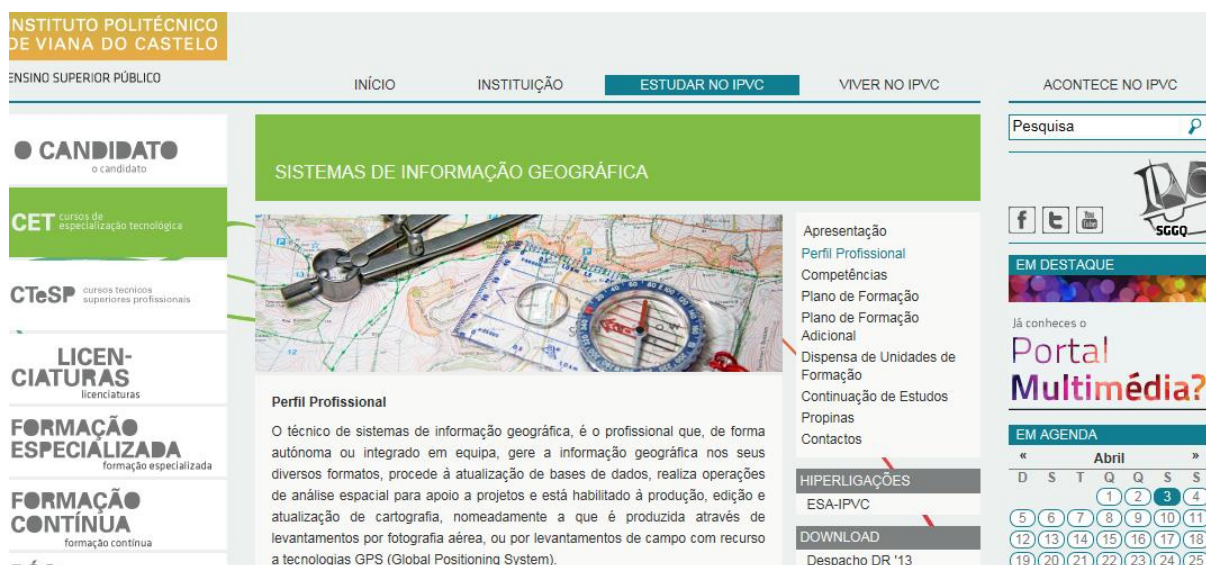 INSTITUTO POLITÉCNICO
DE VIANA DO CASTELO
ENSINO SUPERIOR PÚBLICO
INÍCIO
INSTITUIÇÃO
ESTUDAR NO IPVC
VIVER NO IPVC
ACONTECE NO IPVC
O CANDIDATO
o candidato
CET cursos de
especialização tecnológica
CTeSP cursos tecnicos
superiores profissionais
LICEN-
CIATURAS
licenciaturas
FORMAÇÃO
ESPECIALIZADA
formação especializada
FORMAÇÃO
CONTÍNUA
formação contínua
SISTEMAS DE INFORMAÇÃO GEOGRÁFICA
Perfil Profissional
O técnico de sistemas de informação geográfica, é o profissional que, de forma
autónoma ou integrado em equipa, gere a informação geográfica nos seus
diversos formatos, procede à atualização de bases de dados, realiza operações
de análise espacial para apoio a projetos e está habilitado à produção, edição e
atualização de cartografia, nomeadamente a que é produzida através de
levantamentos por fotografia aérea, ou por levantamentos de campo com recurso
a tecnologias GPS (Global Positioning System).
Apresentação
Perfil Profissional
Competências
Plano de Formação
Plano de Formação
Adicional
Dispensa de Unidades de
Formação
Continuação de Estudos
Propinas
Contactos
HIPERLIGAÇÕES
ESA-IPVC
DOWNLOAD
Despacho DR '13
Pesquisa
f t You Tube
SGGQ
EM DESTAQUE
Já conheces o
Portal
Multimédia?
EM AGENDA
« Abril »
D S T Q Q S S
1 2 3 4
5 6 7 8 9 10 11
12 13 14 15 16 17 18
19 20 21 22 23 24 25